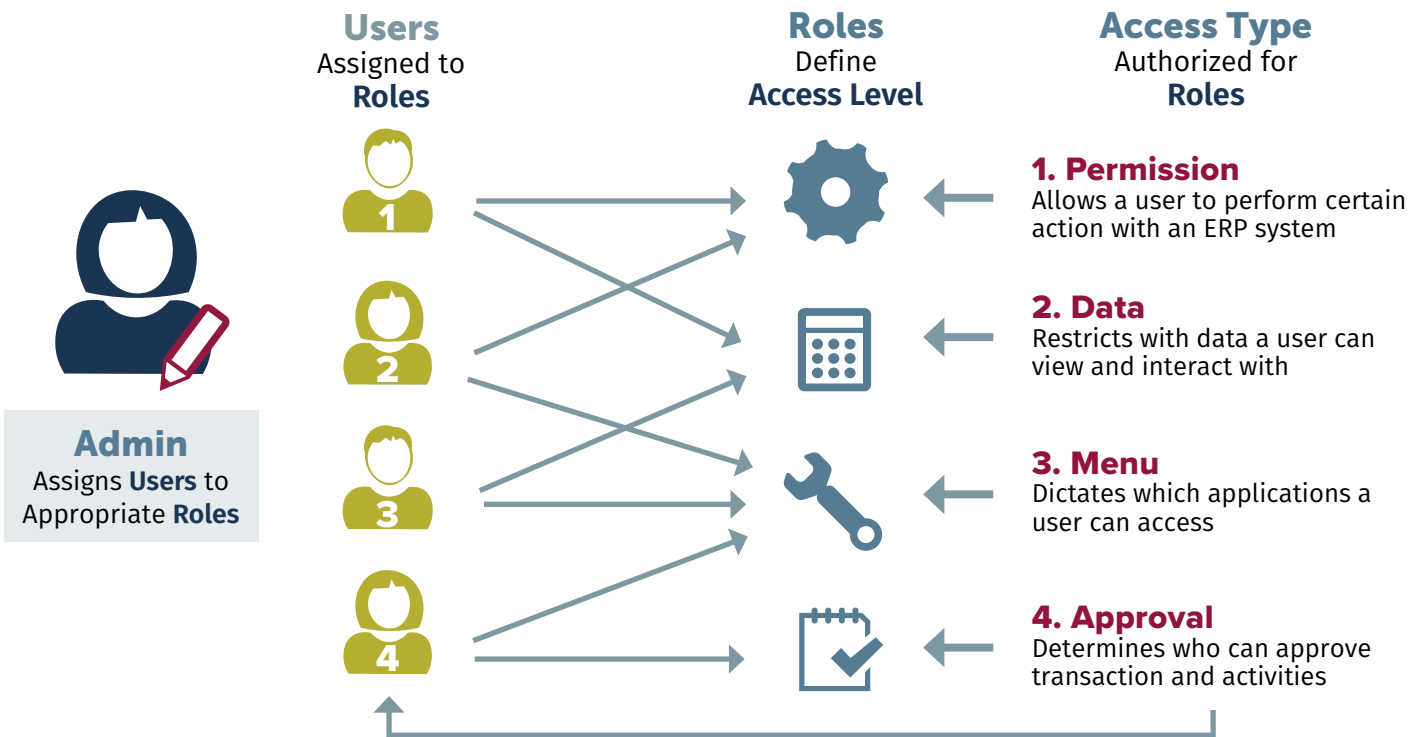 Users
Assigned to
Roles
Roles
Define
Access Level
Access Type
Authorized for
Roles
Admin
Assigns Users to
Appropriate Roles
1
2
3
4
1. Permission
Allows a user to perform certain
action with an ERP system
2. Data
Restricts with data a user can
view and interact with
3. Menu
Dictates which applications a
user can access
4. Approval
Determines who can approve
transaction and activities